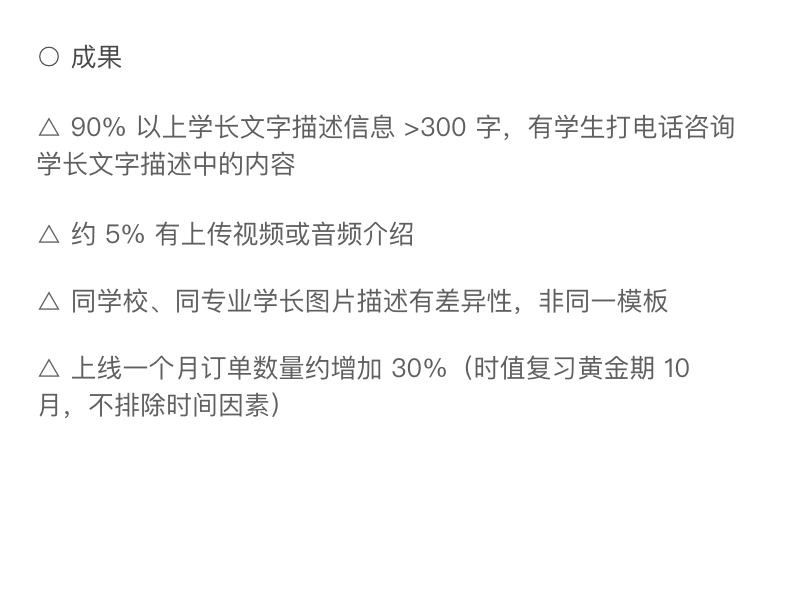 ○ 成果
△ 90% 以上学长文字描述信息 >300 字，有学生打电话咨询
学长文字描述中的内容
△ 约 5% 有上传视频或音频介绍
△ 同学校、同专业学长图片描述有差异性，非同一模板
△ 上线一个月订单数量约增加 30%（时值复习黄金期 10
月，不排除时间因素）